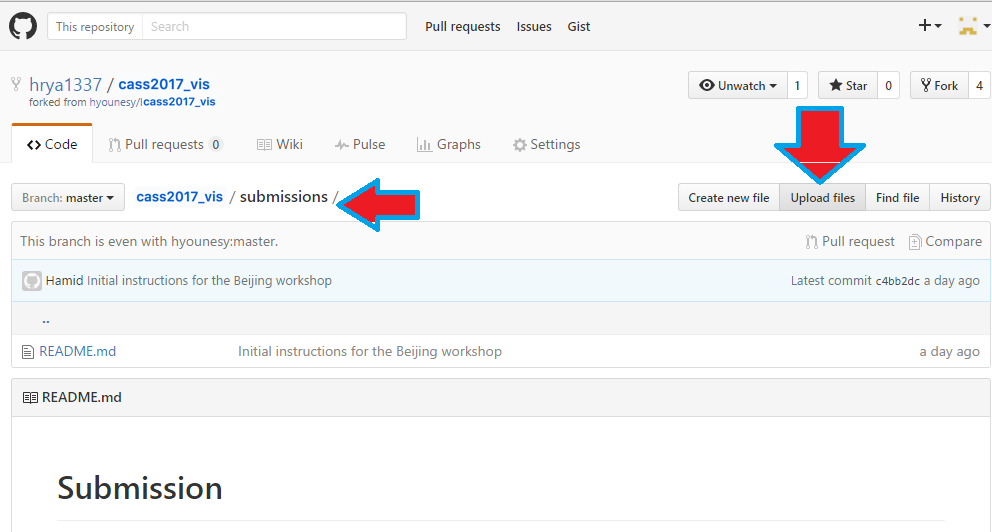 This repository Search Pull requests Issues Gist
hrya1337 / cass2017_vis Unwatch 1 Star 0 Fork 4
forked from hyounesy/cass2017_vis
Code Pull requests 0 Wiki Pulse Graphs Settings
Branch: master cass2017_vis / submissions / Create new file Upload files Find file History
This branch is even with hyounesy:master. Pull request Compare
Hamid Initial instructions for the Beijing workshop Latest commit c4bb2dc a day ago
..
README.md Initial instructions for the Beijing workshop a day ago
README.md
Submission